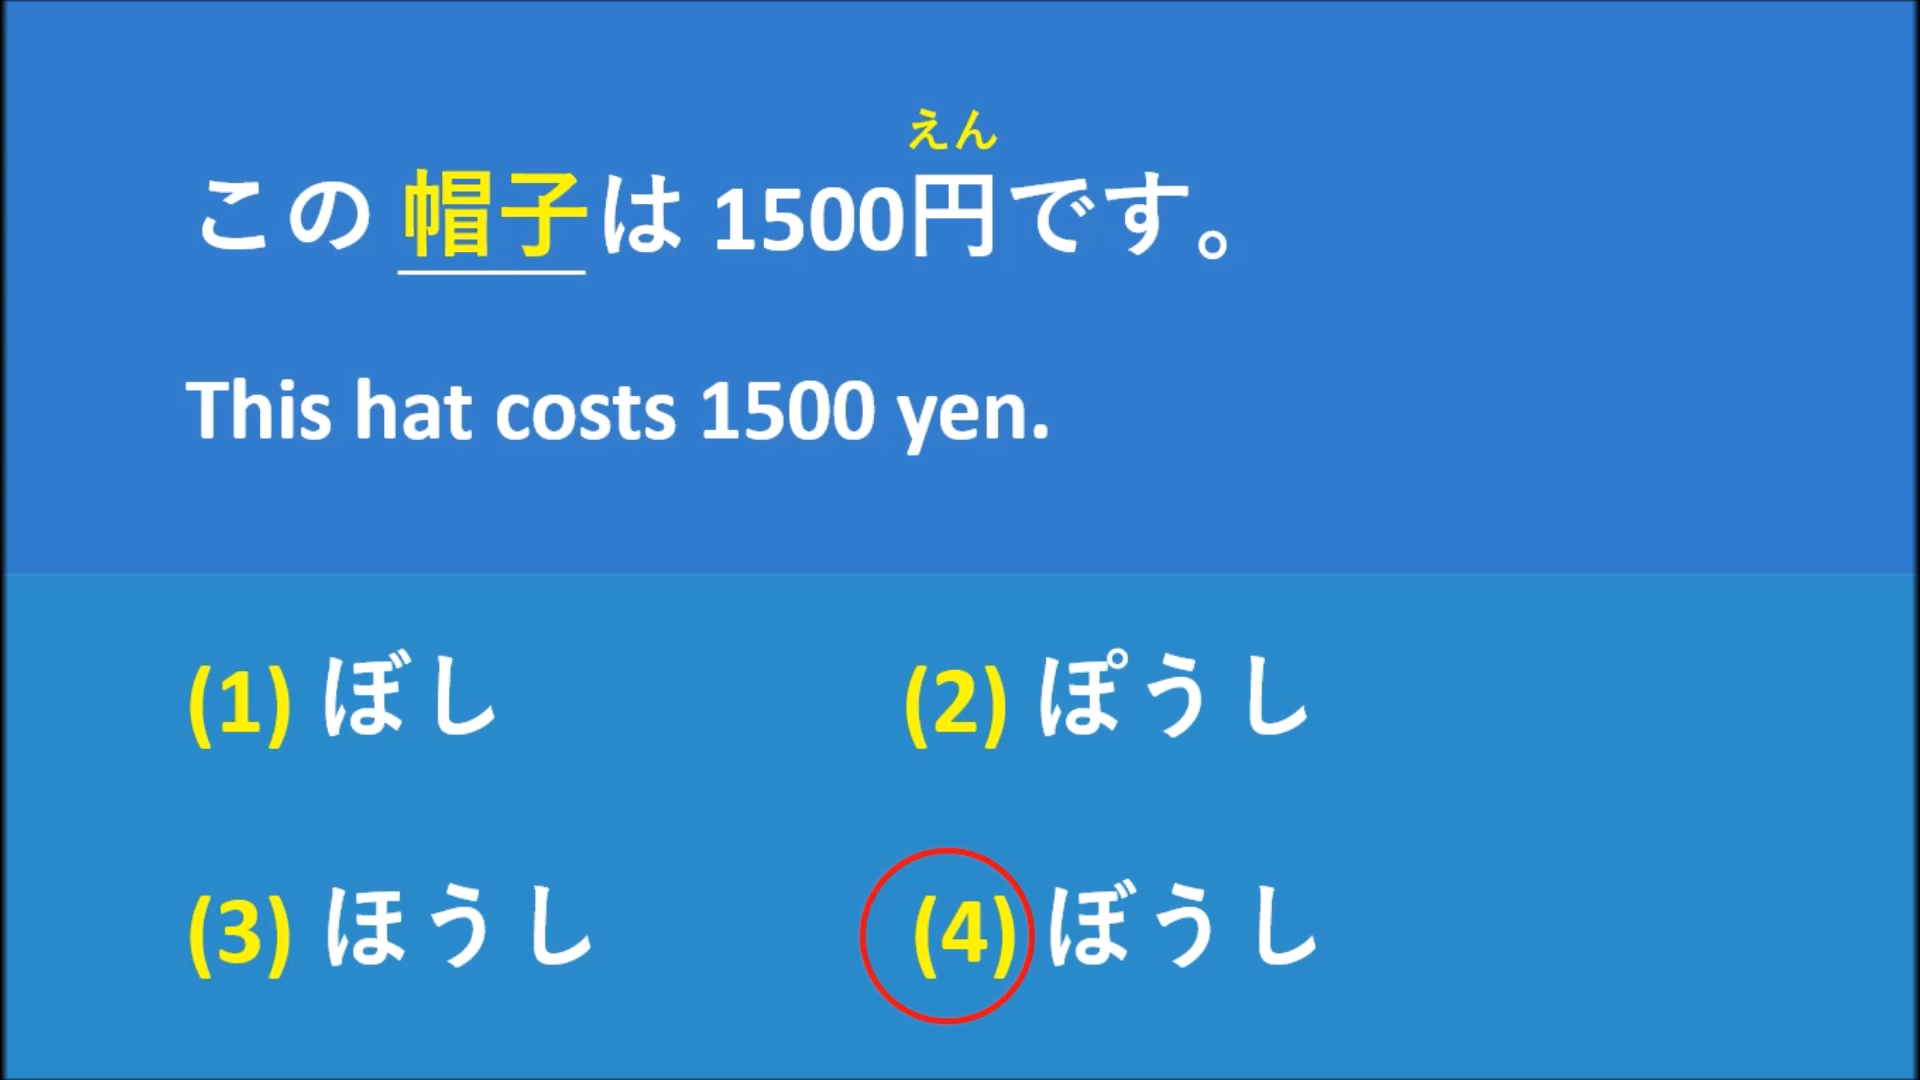 えん
この 帽子は 1500円です。
This hat costs 1500 yen.
(1) ぼし
(2) ぽうし
(3) ほうし
(4) ぼうし